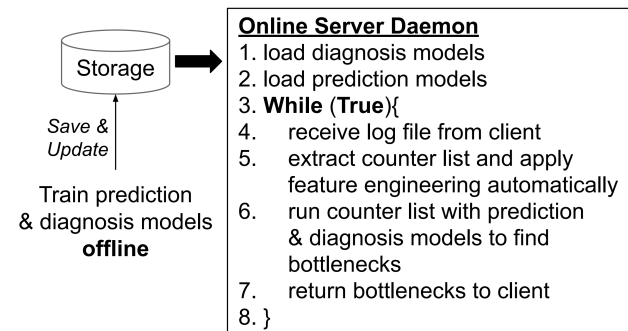 Storage
Save &
Update
Train prediction
& diagnosis models
offline
Online Server Daemon
1. load diagnosis models
2. load prediction models
3. While (True){
4. receive log file from client
5. extract counter list and apply
feature engineering automatically
6. run counter list with prediction
& diagnosis models to find
bottlenecks
7. return bottlenecks to client
8. }